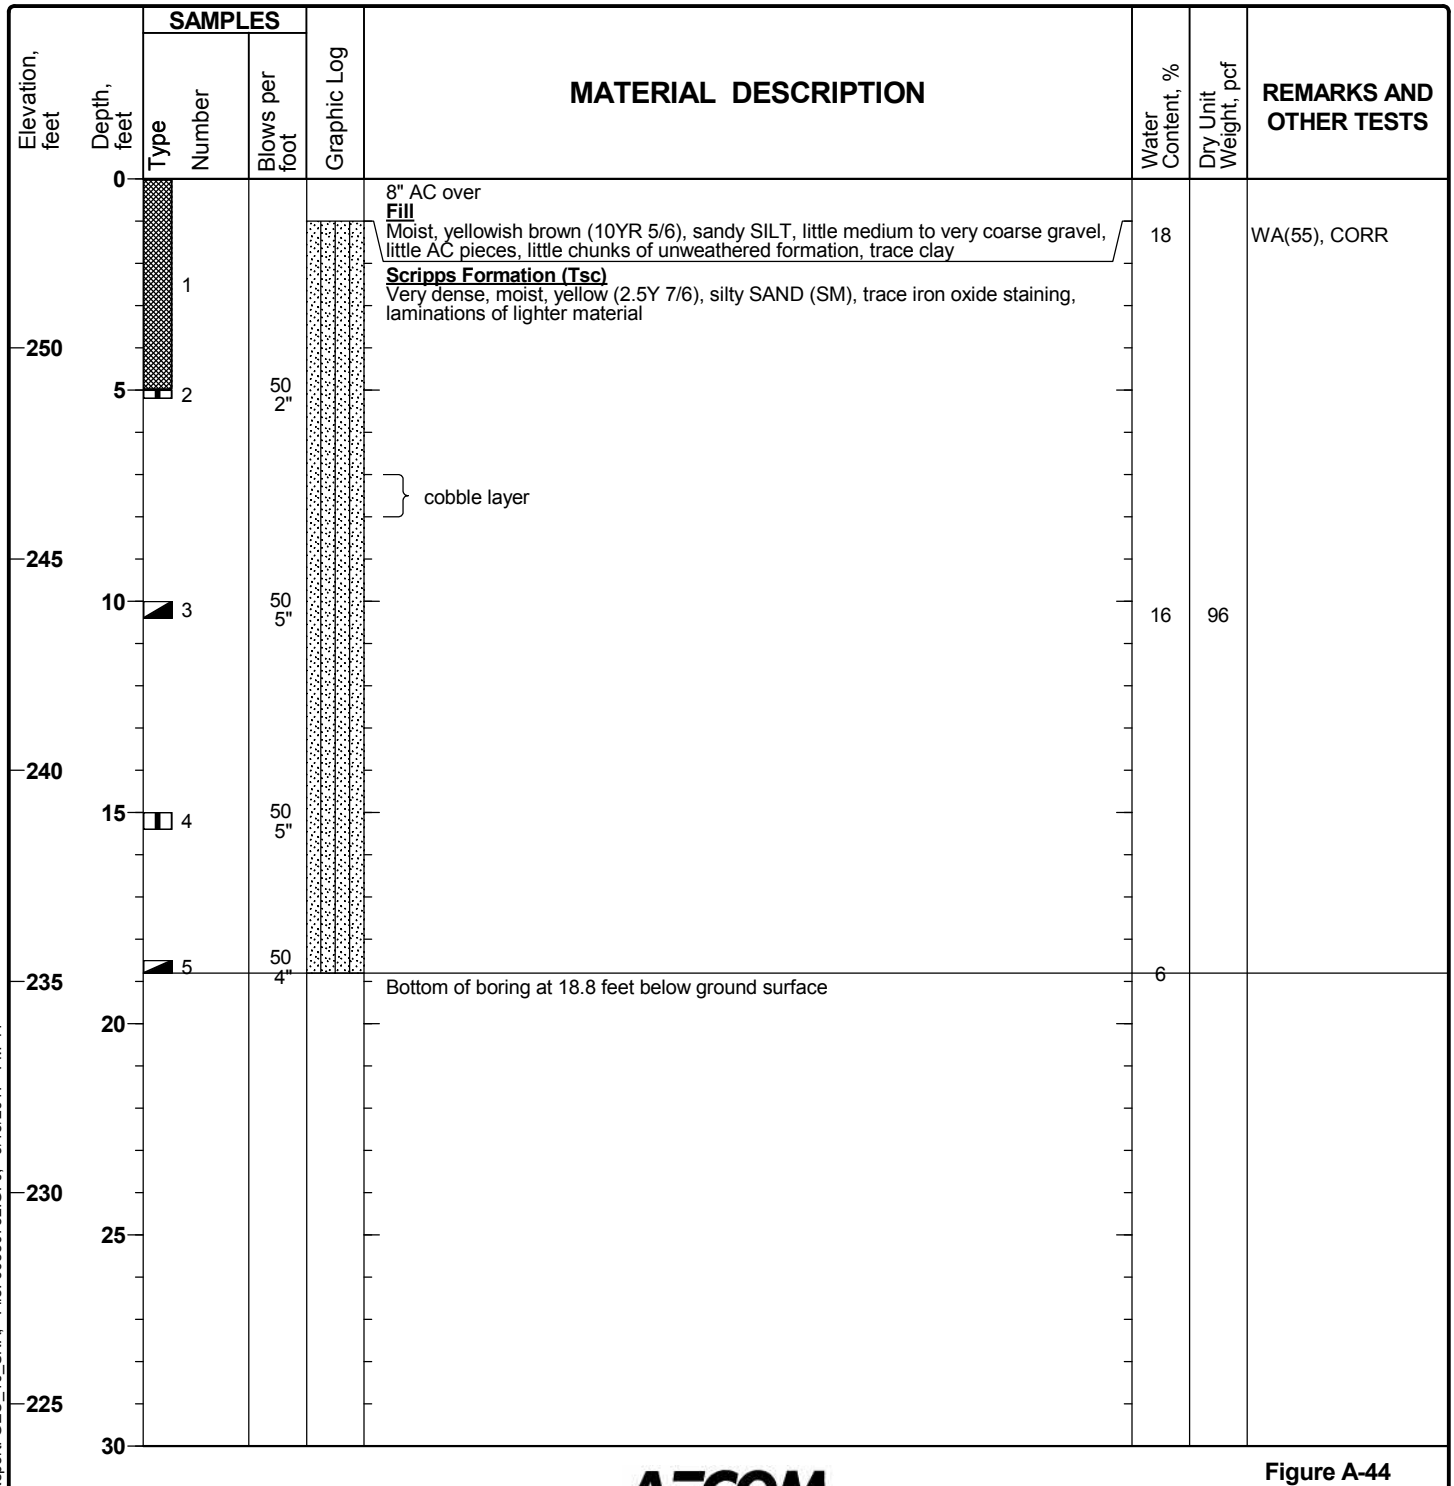 SAMPLES
Elevation,
feet
Depth,
feet
Type
Number
Blows per
foot
Graphic Log
MATERIAL DESCRIPTION
Water
Content, %
Dry Unit
Weight, pcf
REMARKS AND
OTHER TESTS
0
8" AC over
Fill
Moist, yellowish brown (10YR 5/6), sandy SILT, little medium to very coarse gravel,
little AC pieces, little chunks of unweathered formation, trace clay
18
WA(55), CORR
Scripps Formation (Tsc)
Very dense, moist, yellow (2.5Y 7/6), silty SAND (SM), trace iron oxide staining,
laminations of lighter material
1
250
5
2
50
2"
cobble layer
245
10
3
50
5"
16
96
240
15
4
50
5"
5
50
4"
6
235
Bottom of boring at 18.8 feet below ground surface
20
230
25
225
30
AECOM
Figure A-44